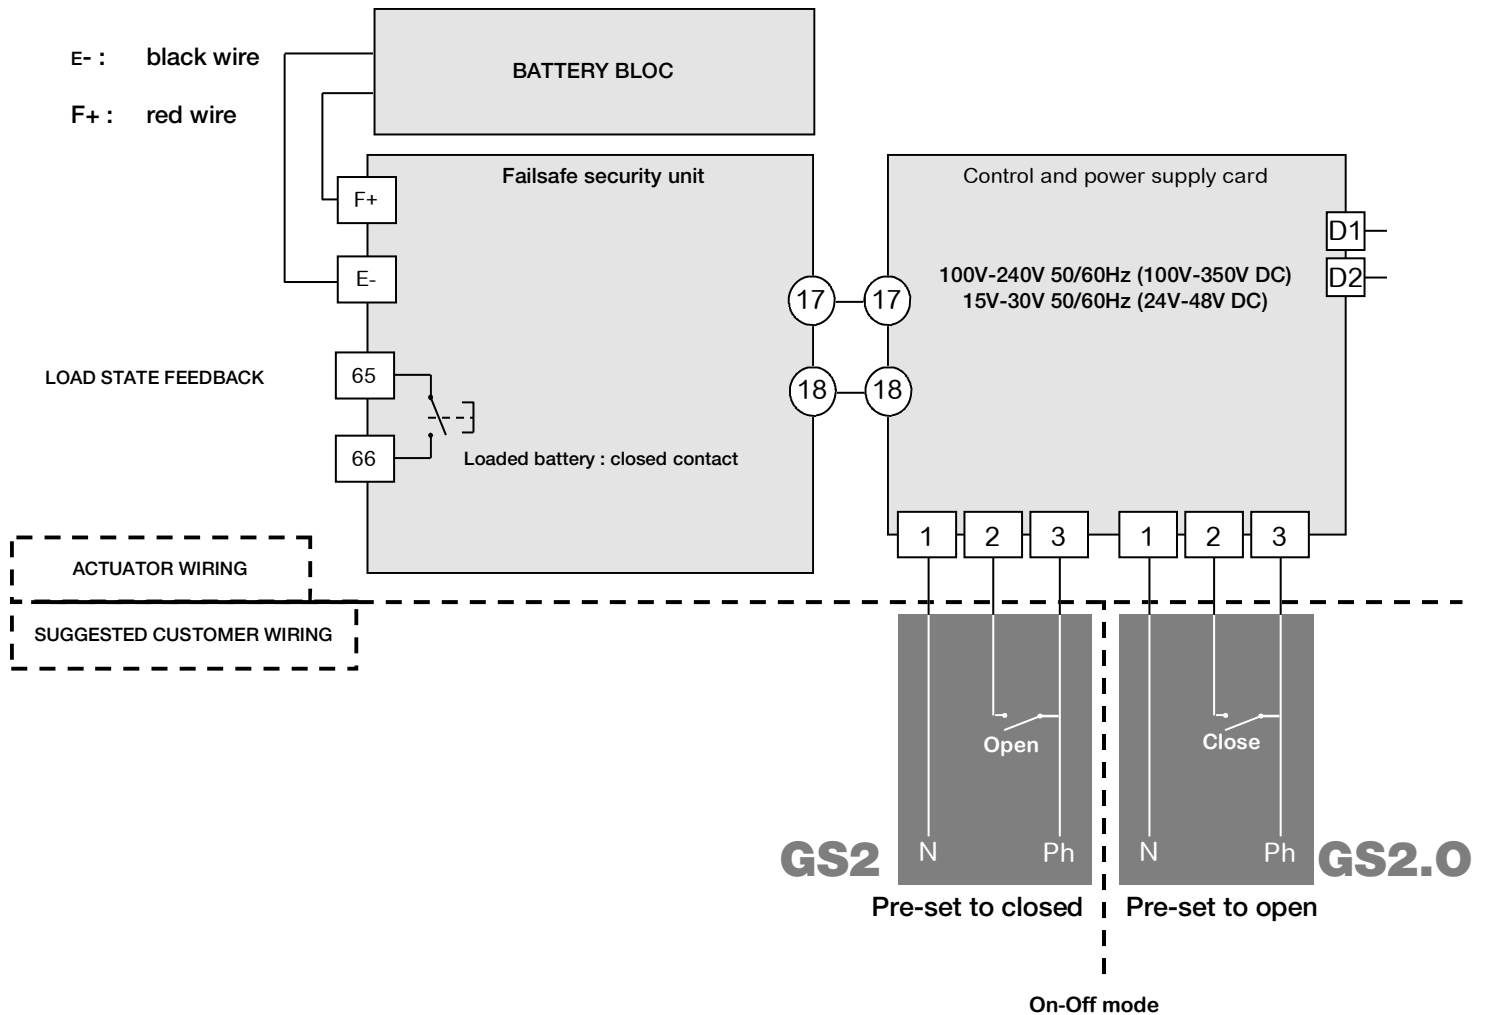 E- : black wire
F+ : red wire
BATTERY BLOC
Failsafe security unit
F+
E-
LOAD STATE FEEDBACK
65
66
Loaded battery : closed contact
17
18
17
18
Control and power supply card
100V-240V 50/60Hz (100V-350V DC)
15V-30V 50/60Hz (24V-48V DC)
D1
D2
1 2 3
1 2 3
ACTUATOR WIRING
SUGGESTED CUSTOMER WIRING
Open
N Ph
GS2
Pre-set to closed
Close
N Ph
GS2.0
Pre-set to open
On-Off mode